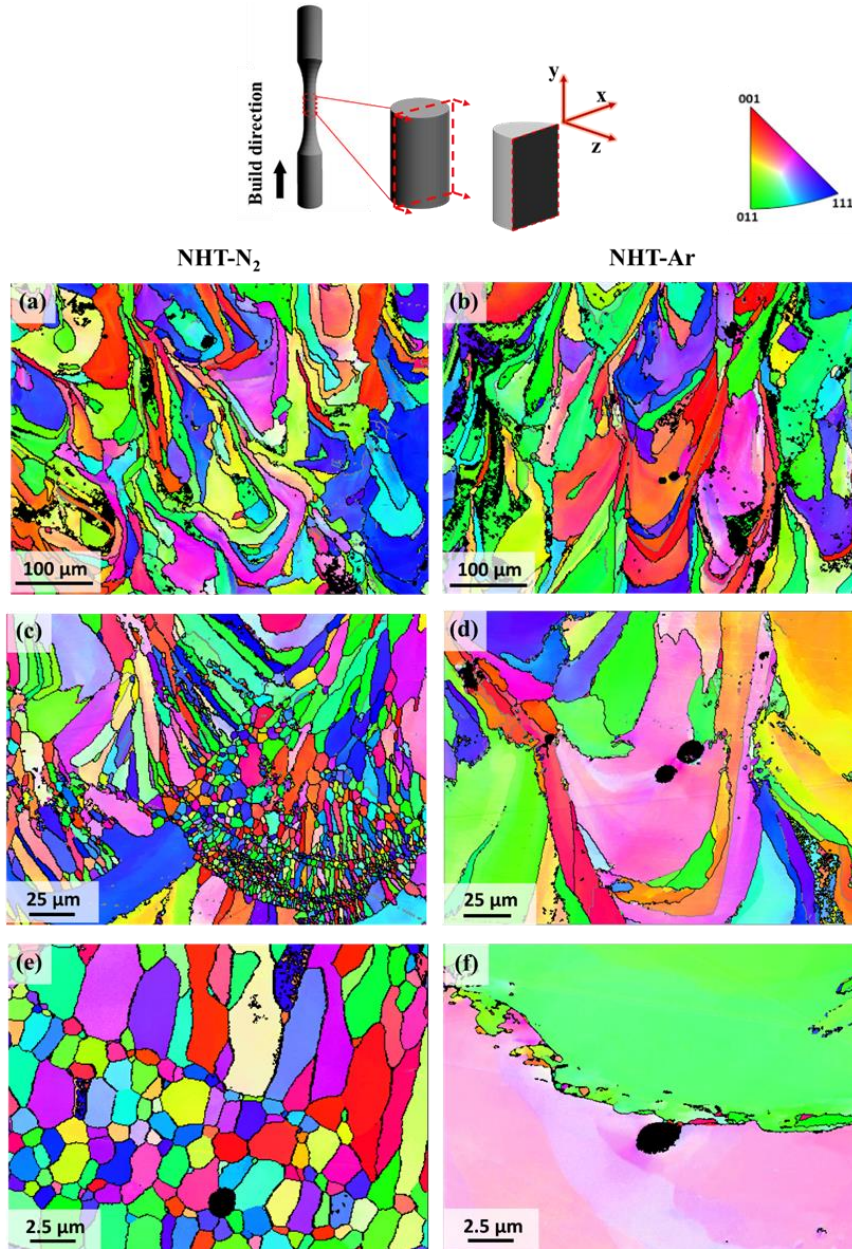 Build direction
y
x
z
001
011
111
NHT-N₂
NHT-Ar
(a)
(b)
100 µm
100 µm
(c)
(d)
25 µm
25 µm
(e)
(f)
2.5 µm
2.5 µm